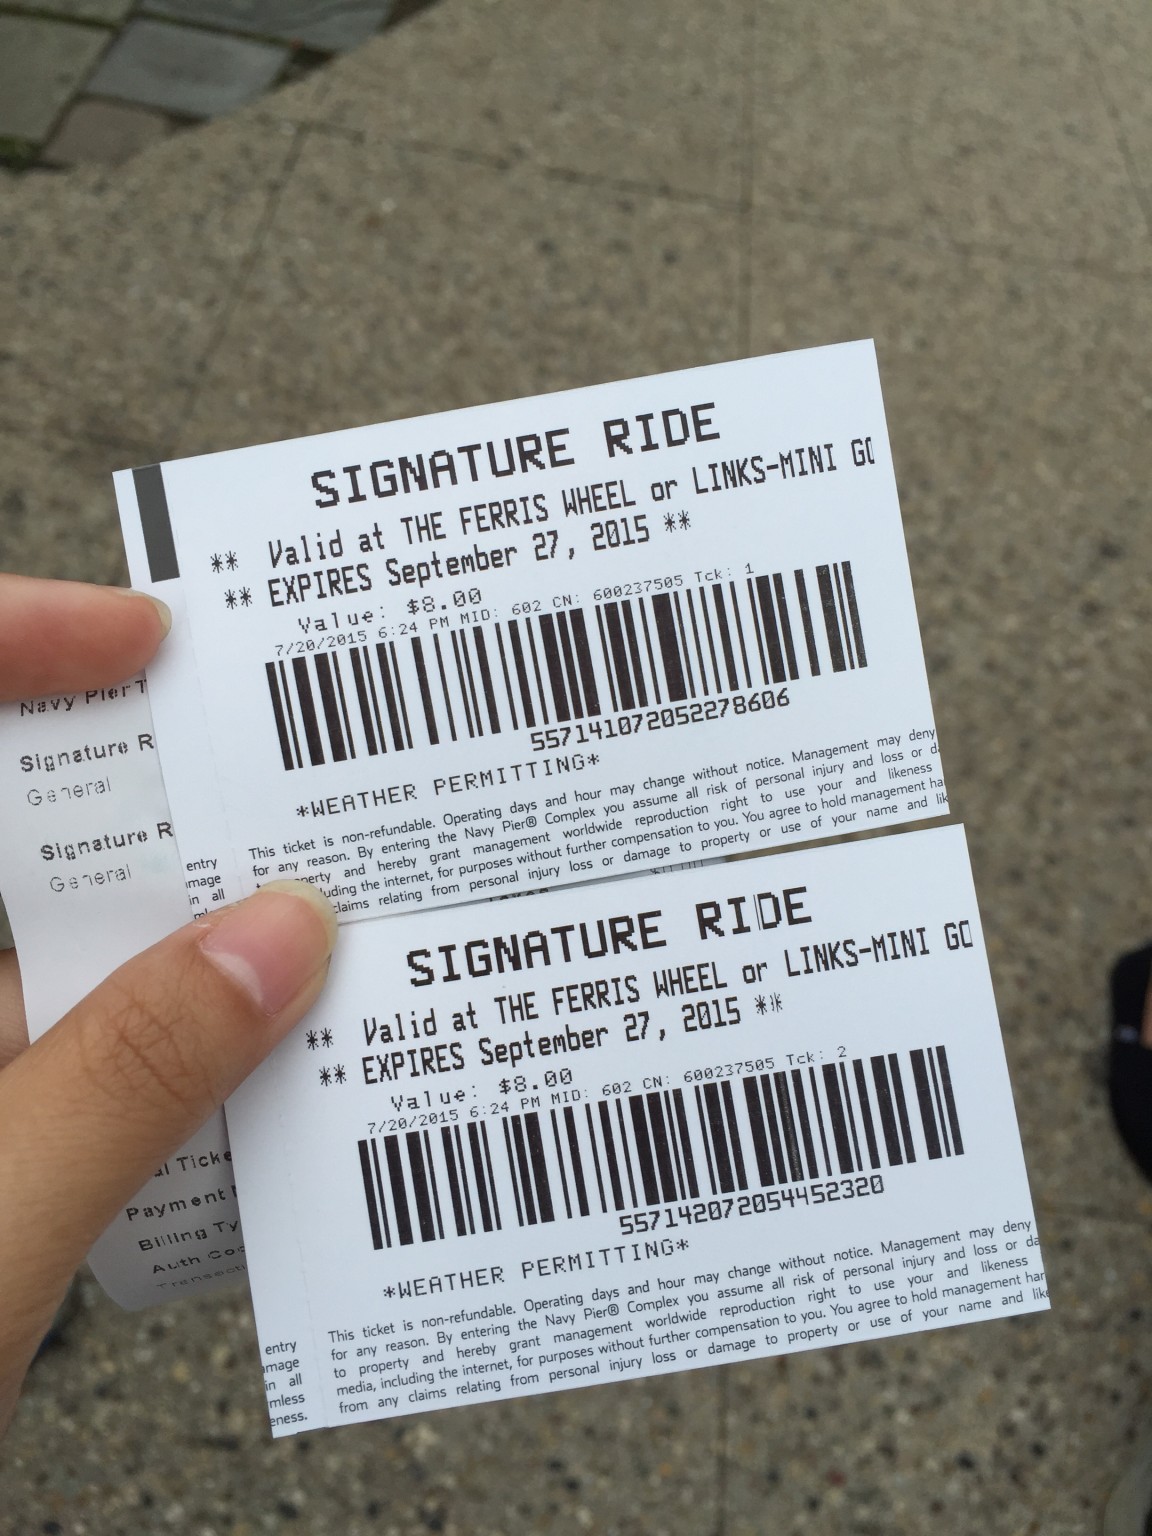 SIGNATURE RIDE
** Valid at THE FERRIS WHEEL or LINKS-MINI GO
** EXPIRES September 27, 2015 **
Value: $8.00
7/20/2015 6:24 PM MID: 602 CN: 600237505 Tck: 1
557141072052278606
*WEATHER PERMITTING*
This ticket is non-refundable. Operating days and hour may change without notice. Management may deny
for any reason. By entering the Navy Pier® Complex you assume all risk of personal injury and loss or
and hereby grant management worldwide reproduction right to use your and likeness
the internet, for purposes without further compensation to you. You agree to hold management
claims relating from personal injury loss or damage to property or use of your name and
entry
in all
Navy Pier
Signature R
General
Signature R
General
SIGNATURE RIDE
** Valid at THE FERRIS WHEEL or LINKS-MINI GO
** EXPIRES September 27, 2015 **
Value: $8.00
7/20/2015 6:24 PM MID: 602 CN: 600237505 Tck: 2
557142072054452320
*WEATHER PERMITTING*
This ticket is non-refundable. Operating days and hour may change without notice. Management may deny
for any reason. By entering the Navy Pier® Complex you assume all risk of personal injury and loss or
to property and hereby grant management worldwide reproduction right to use your and likeness
media, including the internet, for purposes without further compensation to you. You agree to hold management
from any claims relating from personal injury loss or damage to property or use of your name and
entry
in all
Payment
Billing Ty
Auth